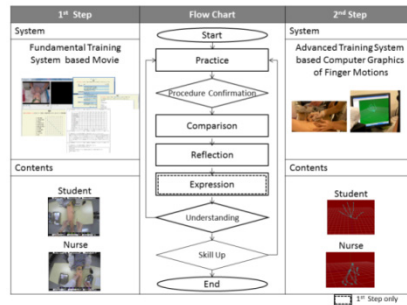 1st Step
System
Fundamental Training
System based Movie
Contents
Student
Nurse
Flow Chart
Start
Practice
Procedure Confirmation
Comparison
Reflection
Expression
Understanding
Skill Up
End
2nd Step
System
Advanced Training System
based Computer Graphics
of Finger Motions
Contents
Student
Nurse
1st Step only